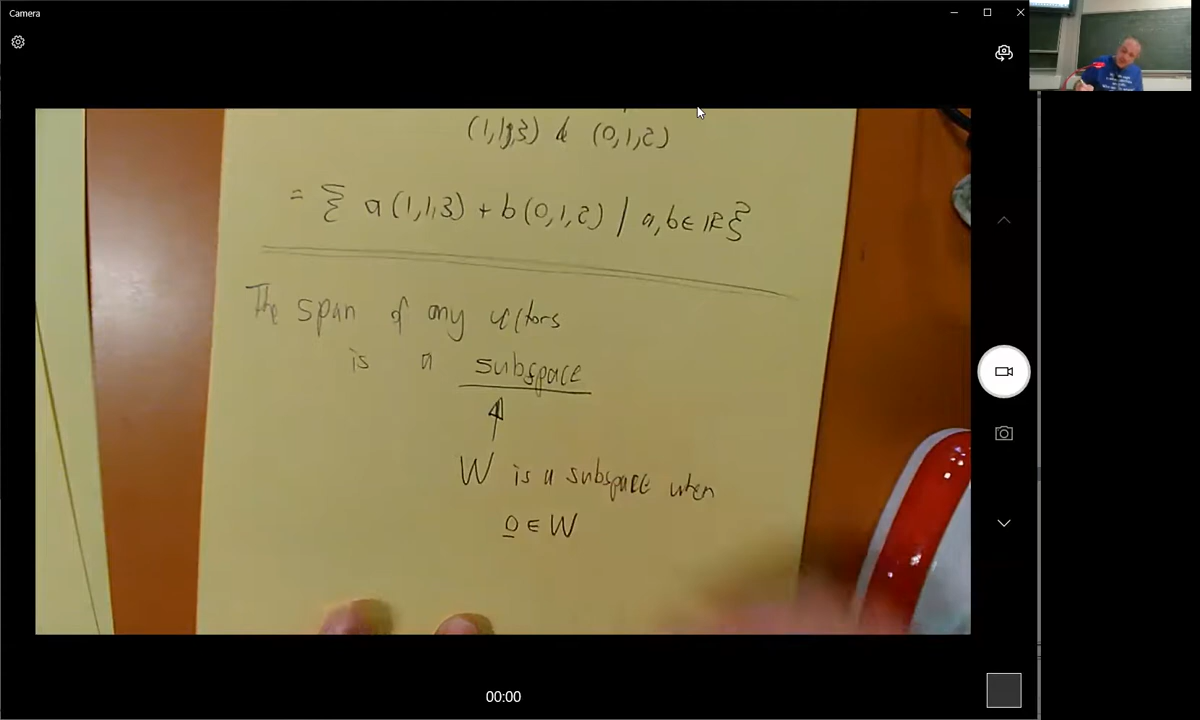 Camera
(1,1,3) & (0,1,2)
= { a(1,1,3) + b(0,1,2) | a,b ∈ ℝ}
The span of any vectors
is a subspace
↑
W is a subspace when
0 ∈ W
00:00